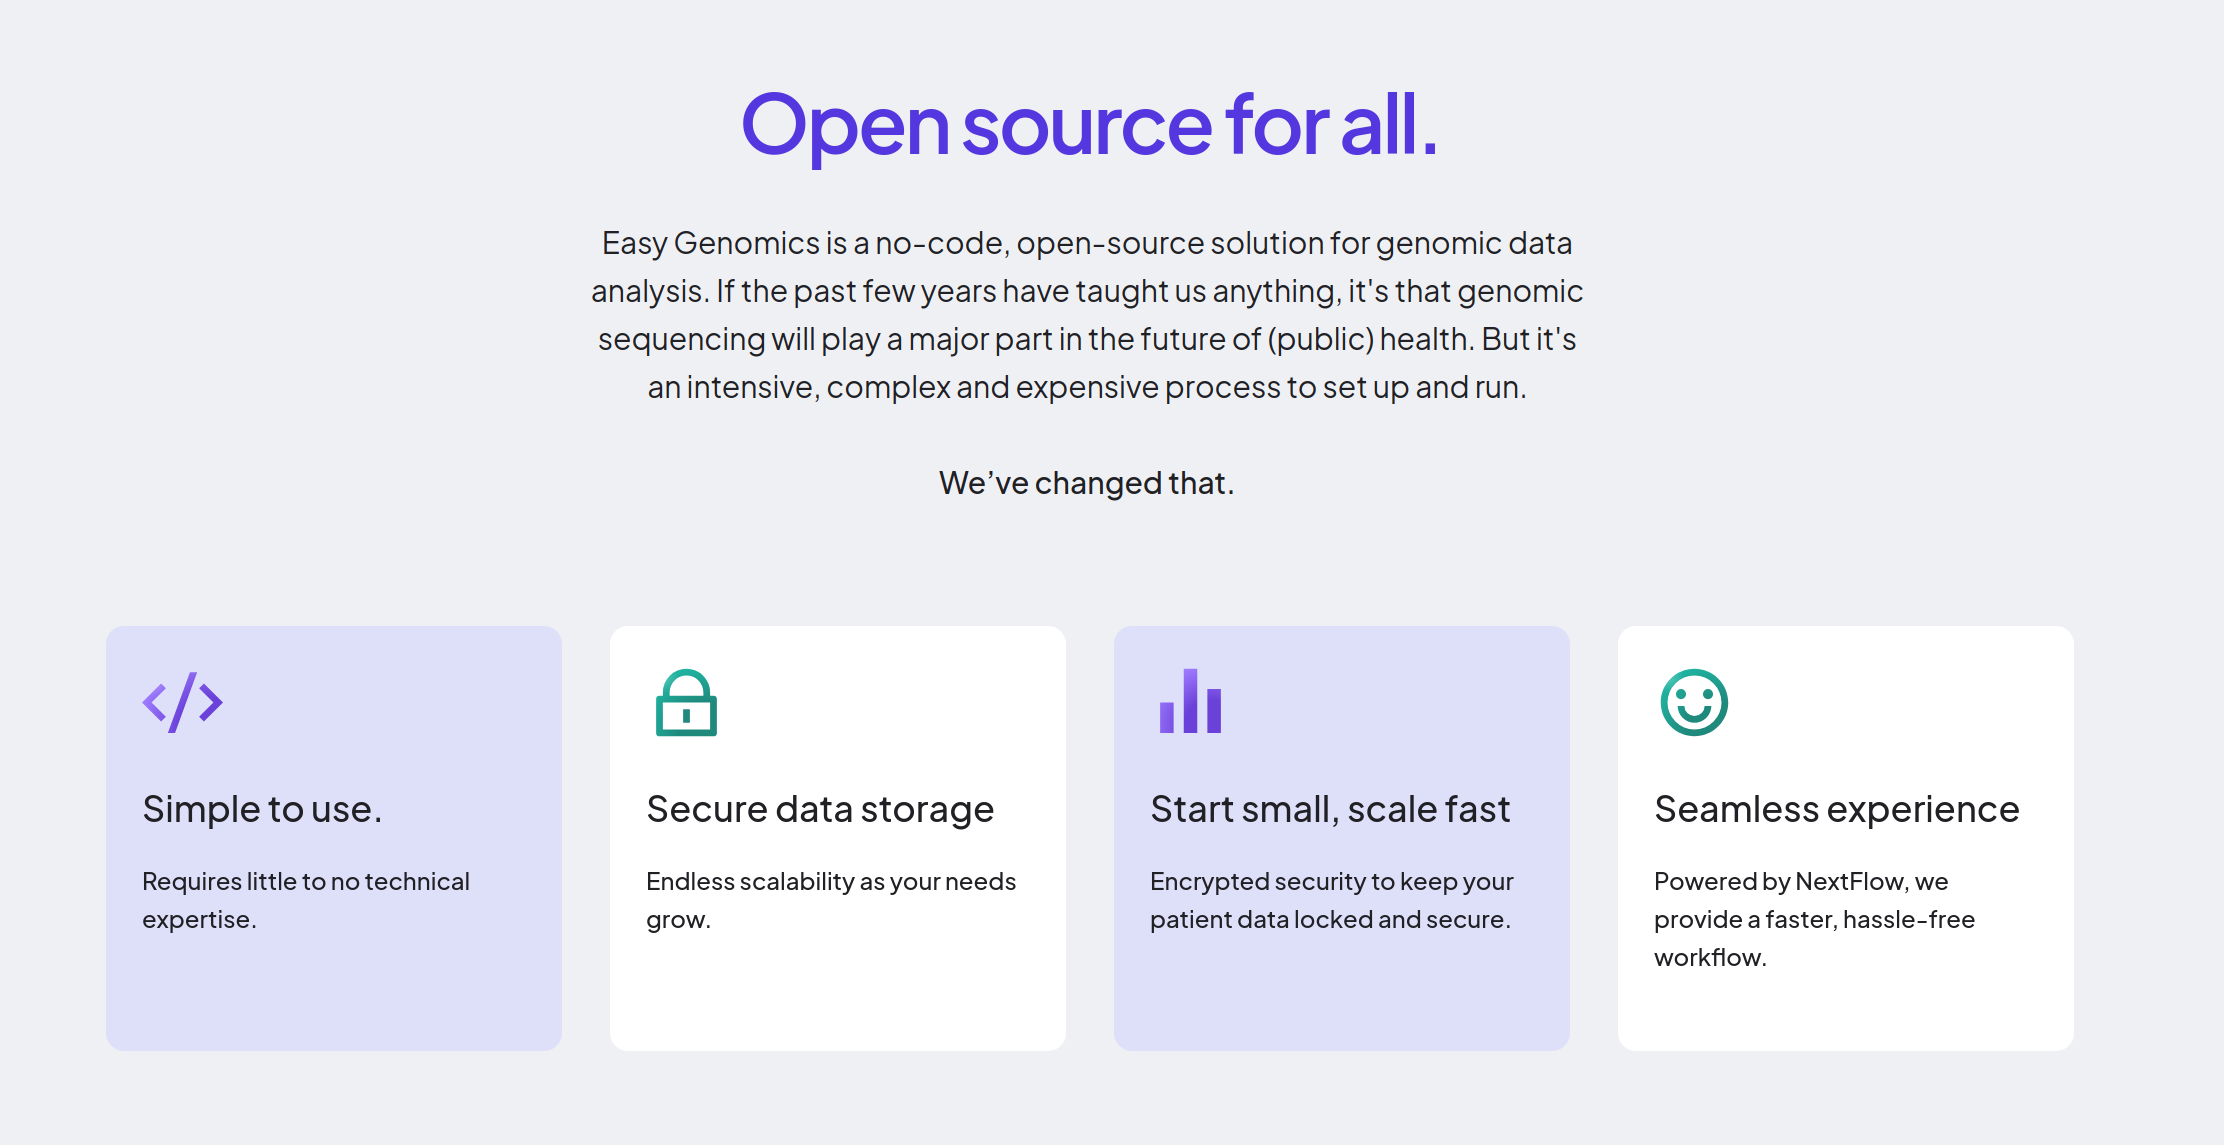 Open source for all.
Easy Genomics is a no-code, open-source solution for genomic data
analysis. If the past few years have taught us anything, it's that genomic
sequencing will play a major part in the future of (public) health. But it's
an intensive, complex and expensive process to set up and run.
We’ve changed that.
Simple to use.
Requires little to no technical
expertise.
Secure data storage
Endless scalability as your needs
grow.
Start small, scale fast
Encrypted security to keep your
patient data locked and secure.
Seamless experience
Powered by NextFlow, we
provide a faster, hassle-free
workflow.